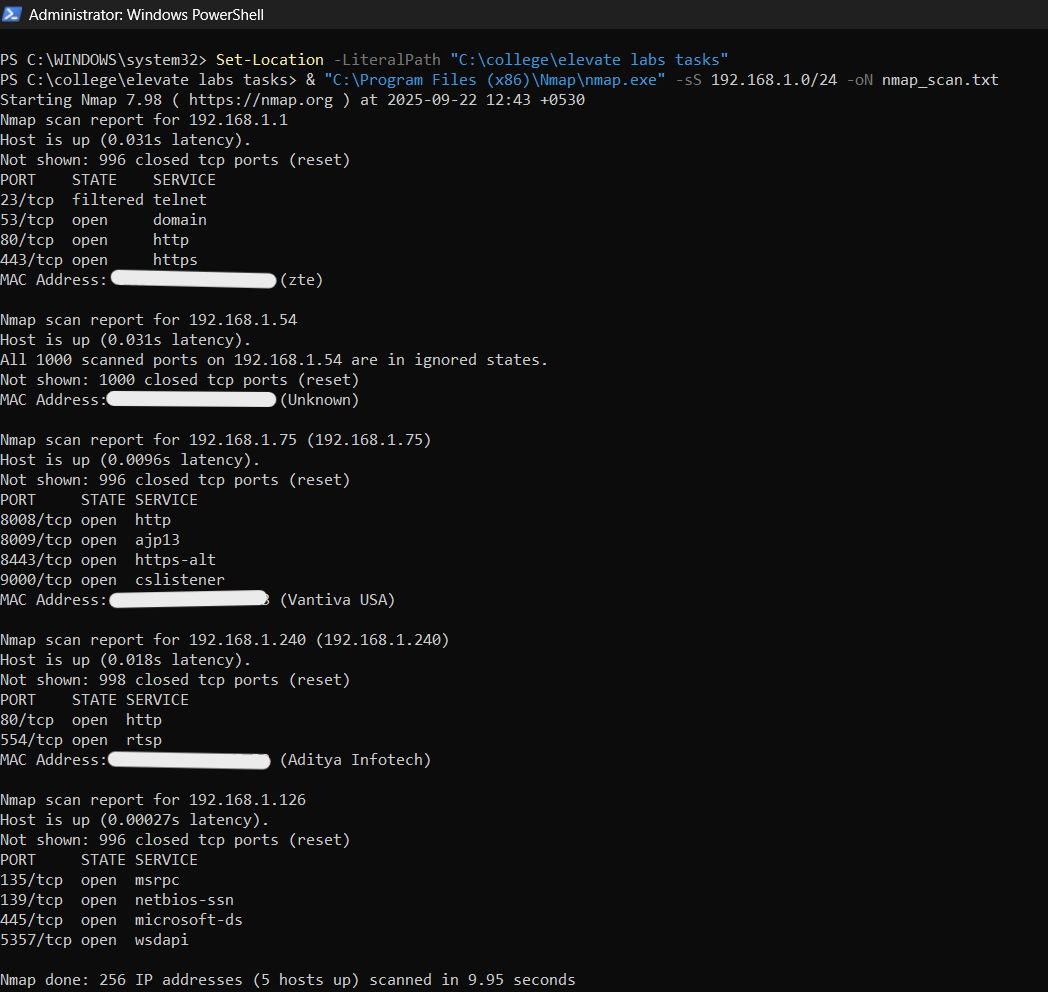 Administrator: Windows PowerShell
PS C:\WINDOWS\system32> Set-Location -LiteralPath "C:\college\elevate labs tasks"
PS C:\college\elevate labs tasks> & "C:\Program Files (x86)\Nmap\nmap.exe" -sS 192.168.1.0/24 -oN nmap_scan.txt
Starting Nmap 7.98 ( https://nmap.org ) at 2025-09-22 12:43 +0530
Nmap scan report for 192.168.1.1
Host is up (0.031s latency).
Not shown: 996 closed tcp ports (reset)
PORT    STATE    SERVICE
23/tcp  filtered telnet
53/tcp  open     domain
80/tcp  open     http
443/tcp open     https
MAC Address: (zte)
Nmap scan report for 192.168.1.54
Host is up (0.031s latency).
All 1000 scanned ports on 192.168.1.54 are in ignored states.
Not shown: 1000 closed tcp ports (reset)
MAC Address: (Unknown)
Nmap scan report for 192.168.1.75 (192.168.1.75)
Host is up (0.0096s latency).
Not shown: 996 closed tcp ports (reset)
PORT     STATE SERVICE
8008/tcp open  http
8009/tcp open  ajp13
8443/tcp open  https-alt
9000/tcp open  cslistener
MAC Address: (Vantiva USA)
Nmap scan report for 192.168.1.240 (192.168.1.240)
Host is up (0.018s latency).
Not shown: 998 closed tcp ports (reset)
PORT    STATE SERVICE
80/tcp  open  http
554/tcp open  rtsp
MAC Address: (Aditya Infotech)
Nmap scan report for 192.168.1.126
Host is up (0.00027s latency).
Not shown: 996 closed tcp ports (reset)
PORT     STATE SERVICE
135/tcp  open  msrpc
139/tcp  open  netbios-ssn
445/tcp  open  microsoft-ds
5357/tcp open  wsdapi
Nmap done: 256 IP addresses (5 hosts up) scanned in 9.95 seconds